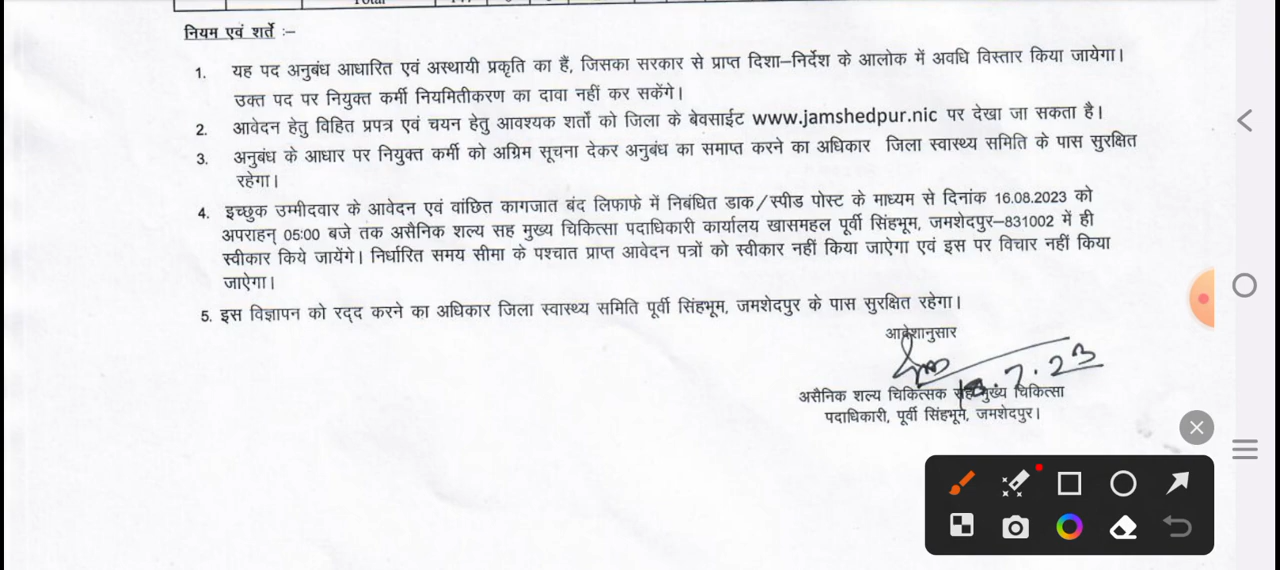 Total
नियम एवं शर्ते :–
1. यह पद अनुबंध आधारित एवं अस्थायी प्रकृति का हैं, जिसका सरकार से प्राप्त दिशा–निर्देश के आलोक में अवधि विस्तार किया जायेगा।
उक्त पद पर नियुक्त कर्मी नियमितीकरण का दावा नहीं कर सकेंगे।
2. आवेदन हेतु विहित प्रपत्र एवं चयन हेतु आवश्यक शर्तो को जिला के बेवसाईट www.jamshedpur.nic पर देखा जा सकता है।
3. अनुबंध के आधार पर नियुक्त कर्मी को अग्रिम सूचना देकर अनुबंध का समाप्त करने का अधिकार जिला स्वास्थ्य समिति के पास सुरक्षित
रहेगा।
4. इच्छुक उम्मीदवार के आवेदन एवं वांछित कागजात बंद लिफाफे में निबंधित डाक/स्पीड पोस्ट के माध्यम से दिनांक 16.08.2023 को
अपराहन् 05:00 बजे तक असैनिक शल्य सह मुख्य चिकित्सा पदाधिकारी कार्यालय खासमहल पूर्वी सिंहभूम, जमशेदपुर–831002 में ही
स्वीकार किये जायेंगे। निर्धारित समय सीमा के पश्चात प्राप्त आवेदन पत्रों को स्वीकार नहीं किया जाऐगा एवं इस पर विचार नहीं किया
जाऐगा।
5. इस विज्ञापन को रद्द करने का अधिकार जिला स्वास्थ्य समिति पूर्वी सिंहभूम, जमशेदपुर के पास सुरक्षित रहेगा।
आदेशानुसार
.7.23
असैनिक शल्य चिकित्सक सह मुख्य चिकित्सा
पदाधिकारी, पूर्वी सिंहभूम, जमशेदपुर।